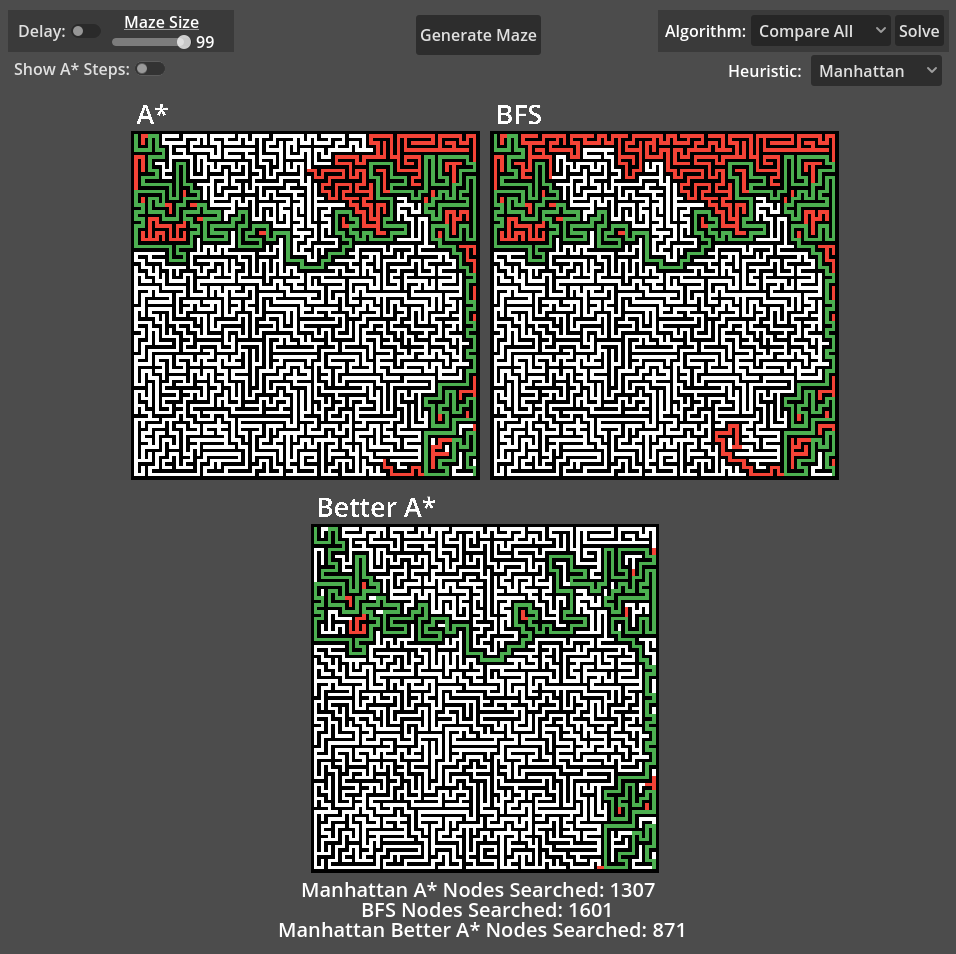 Delay:
Maze Size
99
Generate Maze
Algorithm:
Compare All
Solve
Show A* Steps:
Heuristic:
Manhattan
A*
BFS
Better A*
Manhattan A* Nodes Searched: 1307
BFS Nodes Searched: 1601
Manhattan Better A* Nodes Searched: 871